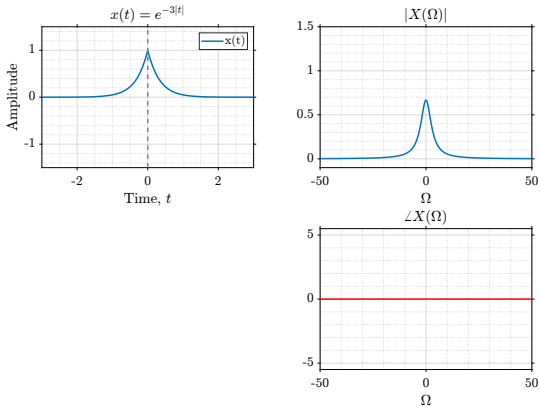 x(t) = e^{-3|t|}
x(t)
Amplitude
1
0
-1
-2
0
2
Time, t
|X(Ω)|
1.5
1
0.5
0
-50
0
50
Ω
∠X(Ω)
5
0
-5
-50
0
50
Ω